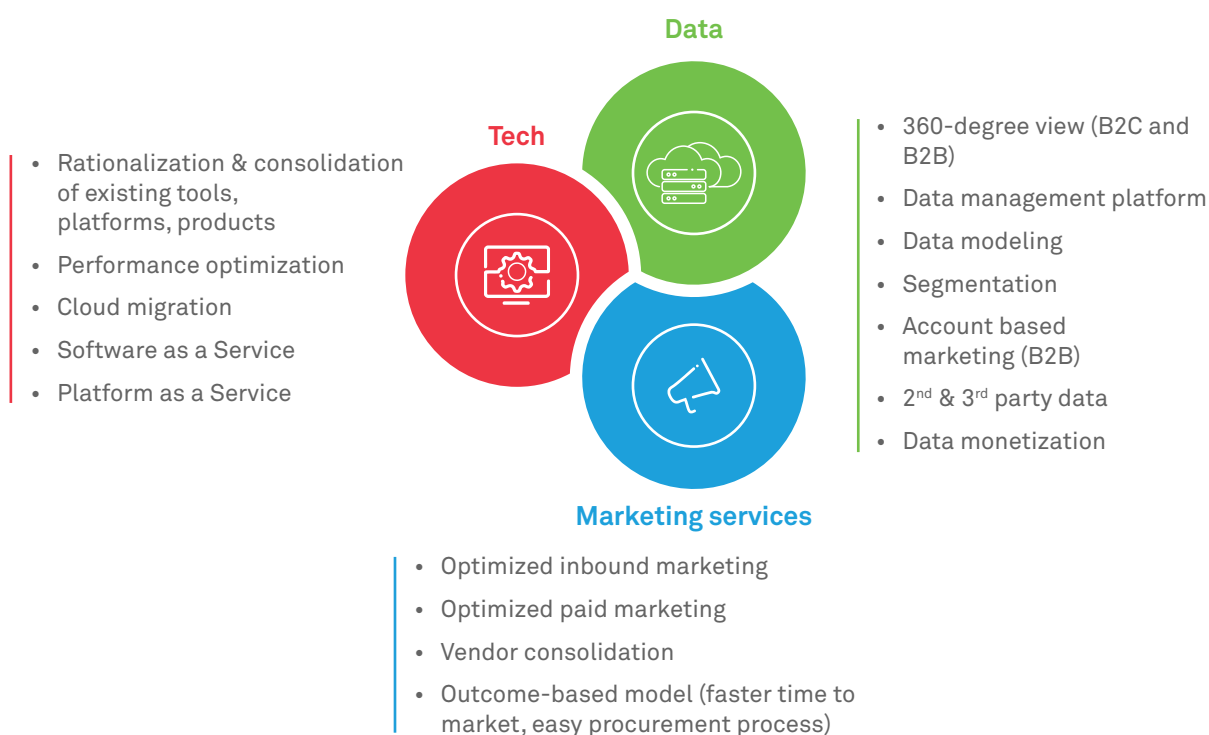 Data
Tech
• Rationalization & consolidation
of existing tools,
platforms, products
• Performance optimization
• Cloud migration
• Software as a Service
• Platform as a Service
• 360-degree view (B2C and
B2B)
• Data management platform
• Data modeling
• Segmentation
• Account based
marketing (B2B)
• 2nd & 3rd party data
• Data monetization
Marketing services
• Optimized inbound marketing
• Optimized paid marketing
• Vendor consolidation
• Outcome-based model (faster time to
market, easy procurement process)